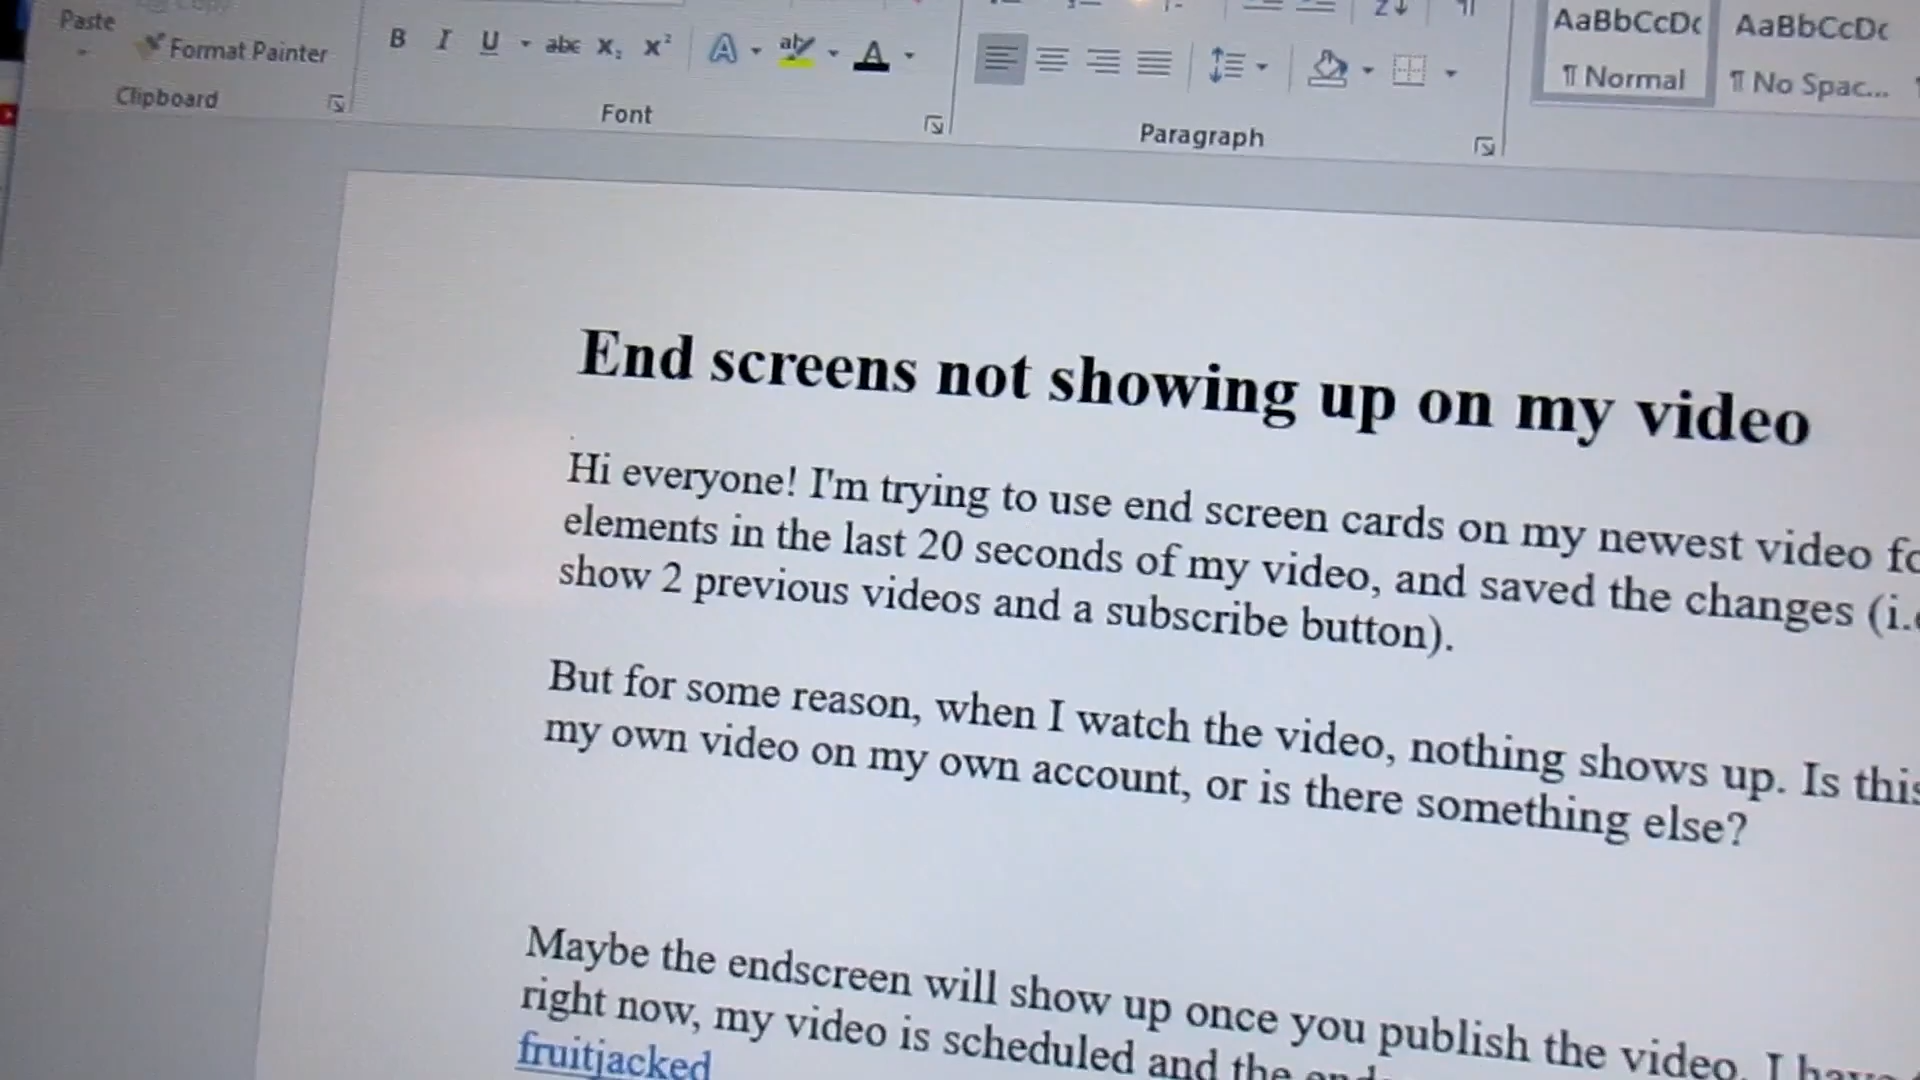 Paste
Copy
Format Painter
Clipboard
B I U abc X₂ X² A ab A
Font
Paragraph
AaBbCcDc AaBbCcDc
¶ Normal ¶ No Spac...
End screens not showing up on my video
Hi everyone! I'm trying to use end screen cards on my newest video
elements in the last 20 seconds of my video, and saved the changes
show 2 previous videos and a subscribe button).
But for some reason, when I watch the video, nothing shows up. Is this
my own video on my own account, or is there something else?
Maybe the endscreen will show up once you publish the video. I have
right now, my video is scheduled and the
fruitjacked